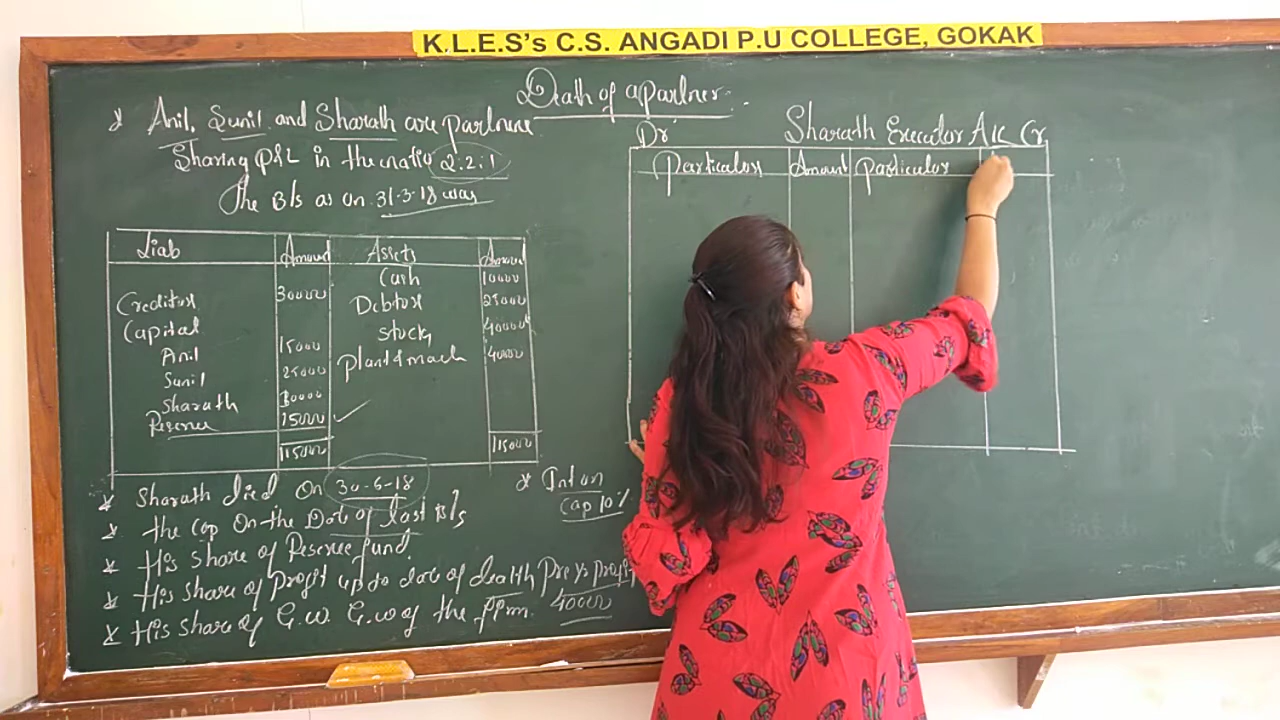 K.L.E.S's C.S. ANGADI P.U COLLEGE, GOKAK
Death of a Partner
Anil, Sunil and Sharath are partners
Sharing P&L in the ratio 2:2:1
The B/s as on 31-3-18 was
Liab Amount Assets Amount
Cash 10000
Creditors 30000 Debtors 25000
Capital Stock 40000
Anil 15000 Plant & mach 40000
Sunil 25000
Sharath 30000
Reserve 15000
115000 115000
* Sharath died On 30-6-18
* the Cap On the Date of last B/s
* His share of Reserve fund.
* His share of Profit up to date of death Pre Yr profit
* His share of G.W. G.W of the firm. 40000
* Int on
Cap 10%
Dr Sharath Executor A/c Cr
Particulars Amount Particulars